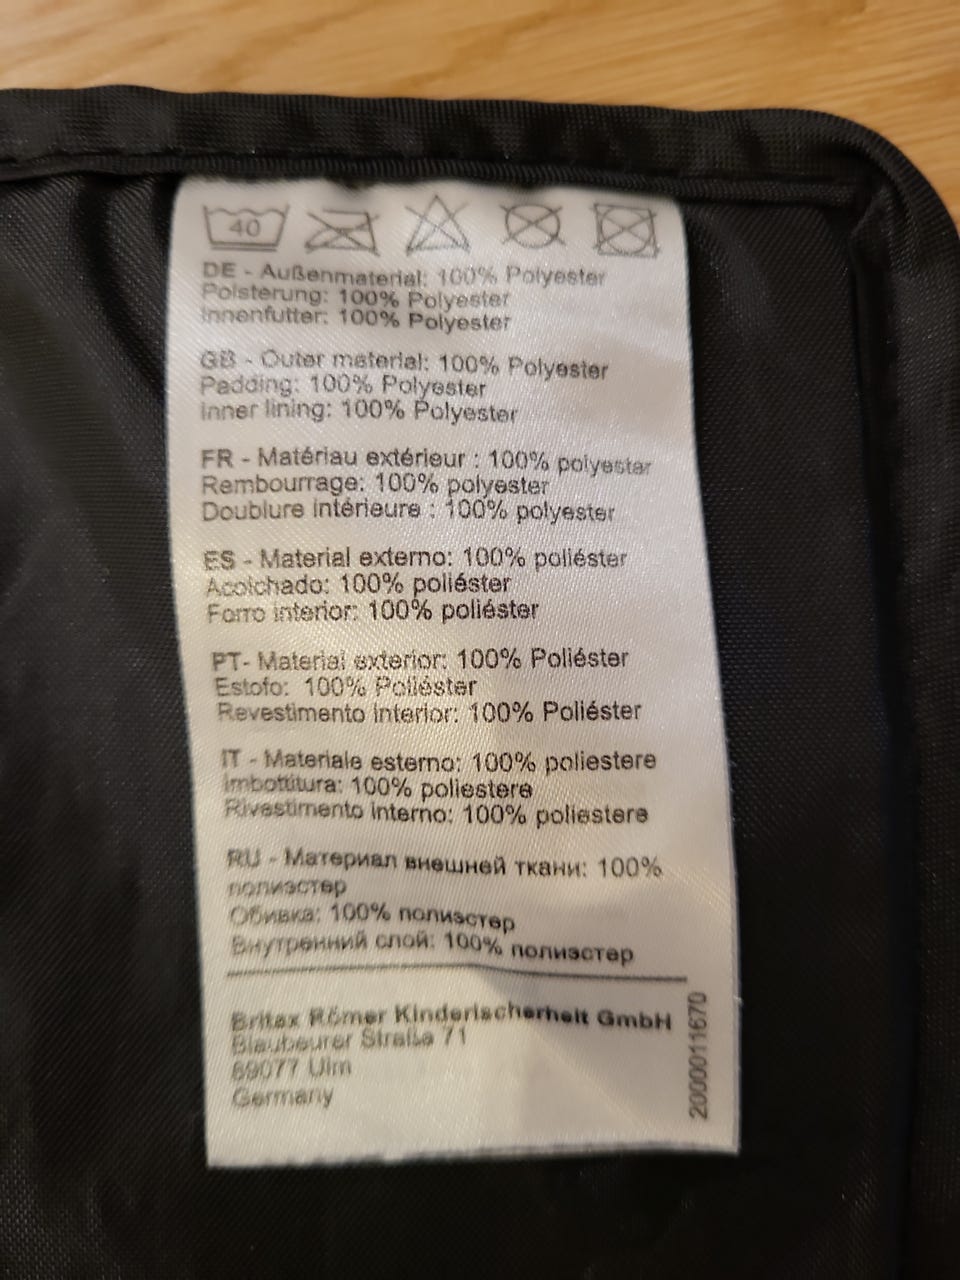 40
DE - Außenmaterial: 100% Polyester
Polsterung: 100% Polyester
Innenfutter: 100% Polyester
GB - Outer material: 100% Polyester
Padding: 100% Polyester
Inner lining: 100% Polyester
FR - Matériau extérieur : 100% polyester
Rembourrage: 100% polyester
Doublure intérieure : 100% polyester
ES - Material externo: 100% poliéster
Acolchado: 100% poliéster
Forro interior: 100% poliéster
PT- Material exterior: 100% Poliéster
Estofo: 100% Poliéster
Revestimento interior: 100% Poliéster
IT - Materiale esterno: 100% poliestere
Imbottitura: 100% poliestere
Rivestimento interno: 100% poliestere
RU - Материал внешней ткани: 100%
полиэстер
Обивка: 100% полиэстер
Внутренний слой: 100% полиэстер
Britax Römer Kinderischerheit GmbH
Blaubeurer Straße 71
89077 Ulm
Germany
2000011670